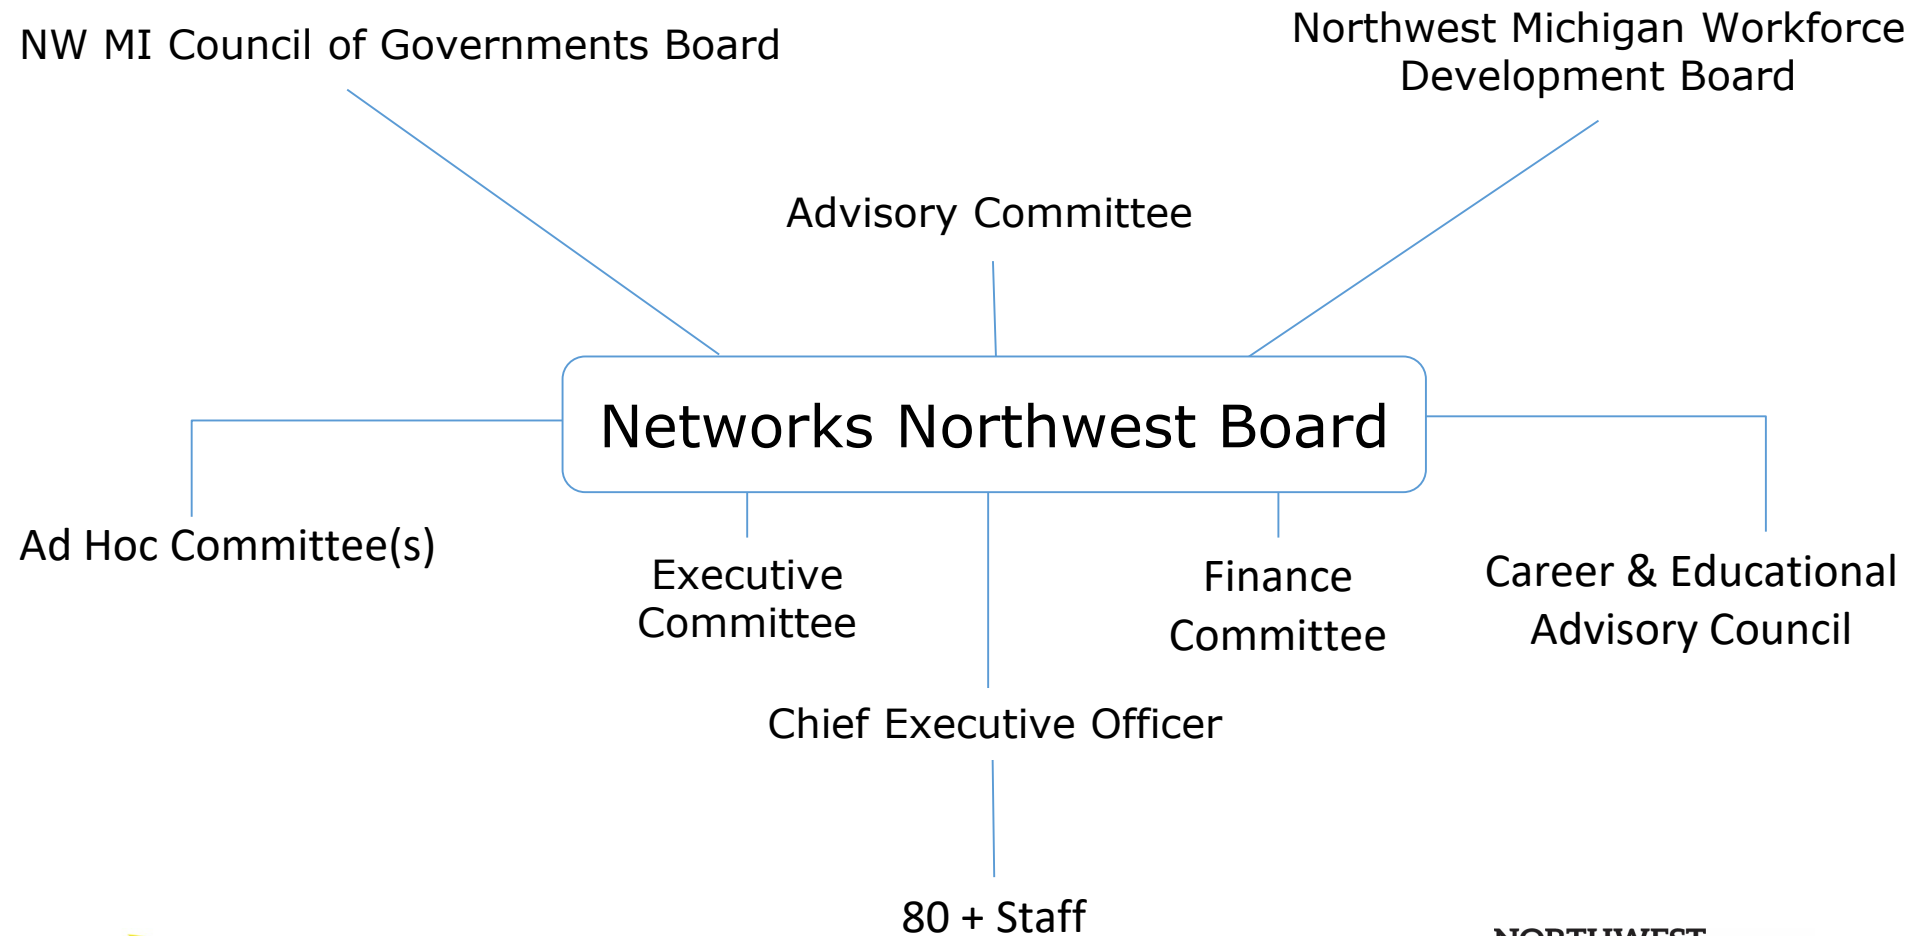 NW MI Council of Governments Board
Northwest Michigan Workforce
Development Board
Advisory Committee
Networks Northwest Board
Ad Hoc Committee(s)
Executive
Committee
Finance
Committee
Career & Educational
Advisory Council
Chief Executive Officer
80 + Staff
NORTHWEST